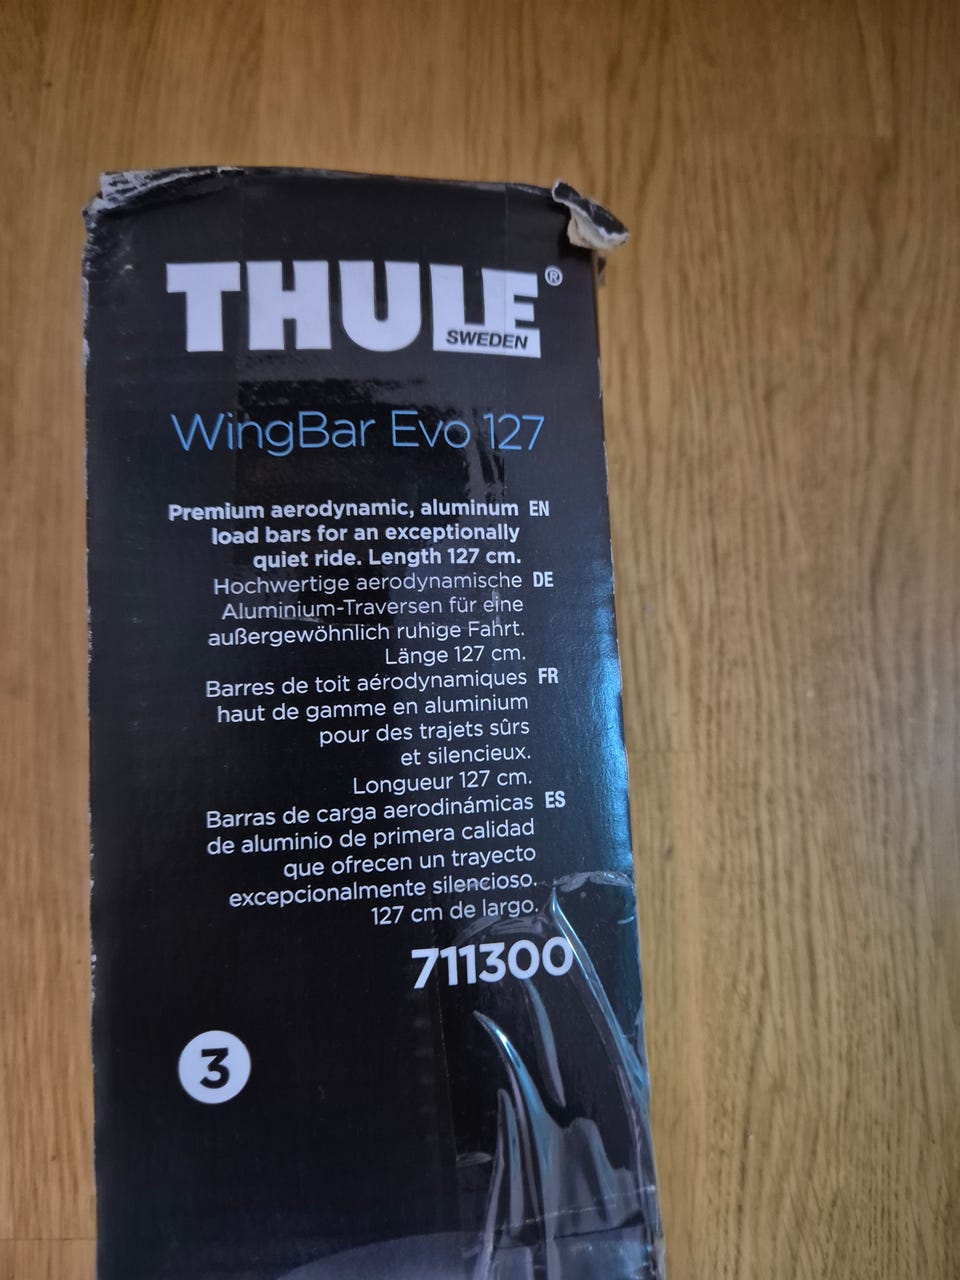 THULE®
SWEDEN
WingBar Evo 127
Premium aerodynamic, aluminum EN
load bars for an exceptionally
quiet ride. Length 127 cm.
Hochwertige aerodynamische DE
Aluminium-Traversen für eine
außergewöhnlich ruhige Fahrt.
Länge 127 cm.
Barres de toit aérodynamiques FR
haut de gamme en aluminium
pour des trajets sûrs
et silencieux.
Longueur 127 cm.
Barras de carga aerodinámicas ES
de aluminio de primera calidad
que ofrecen un trayecto
excepcionalmente silencioso.
127 cm de largo.
711300
3